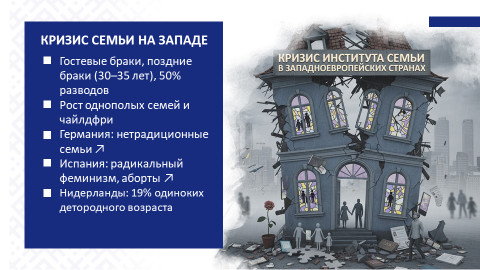 КРИЗИС СЕМЬИ НА ЗАПАДЕ
Гостевые браки, поздние
браки (30–35 лет), 50%
разводов
Рост однополых семей и
чайлдфри
Германия: нетрадиционные
семьи ↗
Испания: радикальный
феминизм, аборты ↗
Нидерланды: 19% одиноких
детородного возраста
КРИЗИС ИНСТИТУТА СЕМЬИ
В ЗАПАДНОЕВРОПЕЙСКИХ СТРАНАХ